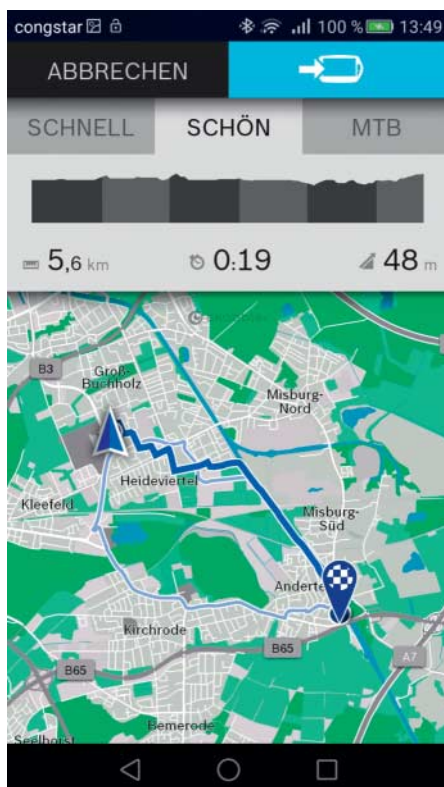 congstar 100 % 13:49
ABBRECHEN
SCHNELL SCHÖN MTB
5,6 km 0:19 48 m
B3
Groß-
Buchholz
Misburg-
Nord
Heideviertel
Kleefeld
Misburg-
Süd
Anderte
Kirchrode
B65
B65
A7
Bemerode
Seelhorst